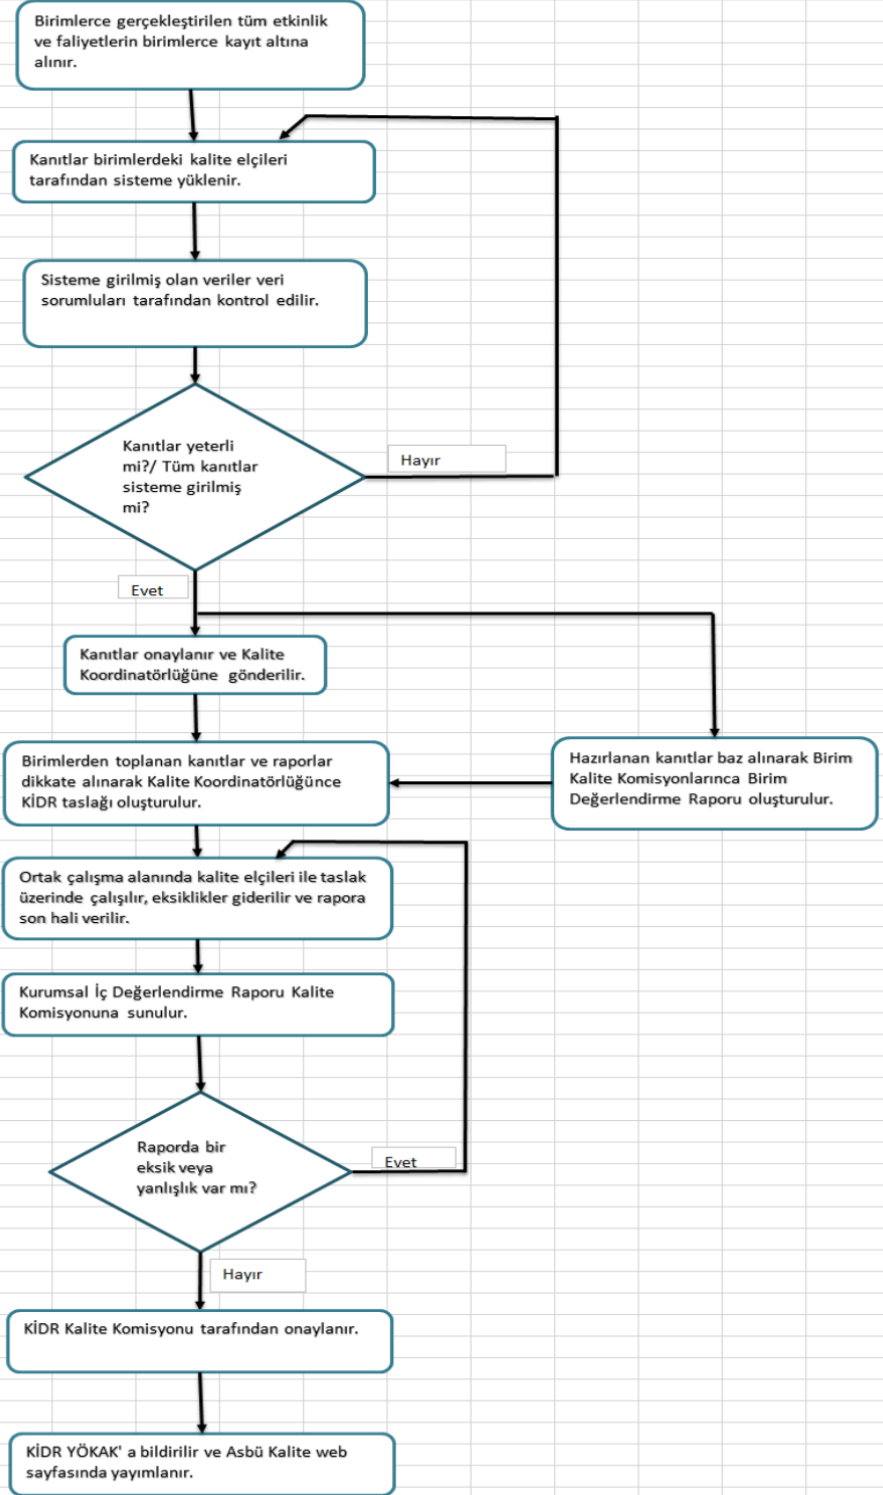 Birimlerce gerçekleştirilen tüm etkinlik
ve faliyetlerin birimlerce kayıt altına
alınır.
Kanıtlar birimlerdeki kalite elçileri
tarafından sisteme yüklenir.
Sisteme girilmiş olan veriler veri
sorumluları tarafından kontrol edilir.
Kanıtlar yeterli
mi?/ Tüm kanıtlar
sisteme girilmiş
mi?
Hayır
Evet
Kanıtlar onaylanır ve Kalite
Koordinatörlüğüne gönderilir.
Birimlerden toplanan kanıtlar ve raporlar
dikkate alınarak Kalite Koordinatörlüğünce
KİDR taslağı oluşturulur.
Hazırlanan kanıtlar baz alınarak Birim
Kalite Komisyonlarınca Birim
Değerlendirme Raporu oluşturulur.
Ortak çalışma alanında kalite elçileri ile taslak
üzerinde çalışılır, eksiklikler giderilir ve rapora
son hali verilir.
Kurumsal İç Değerlendirme Raporu Kalite
Komisyonuna sunulur.
Raporda bir
eksik veya
yanlışlık var mı?
Evet
Hayır
KİDR Kalite Komisyonu tarafından onaylanır.
KİDR YÖKAK' a bildirilir ve Asbü Kalite web
sayfasında yayımlanır.